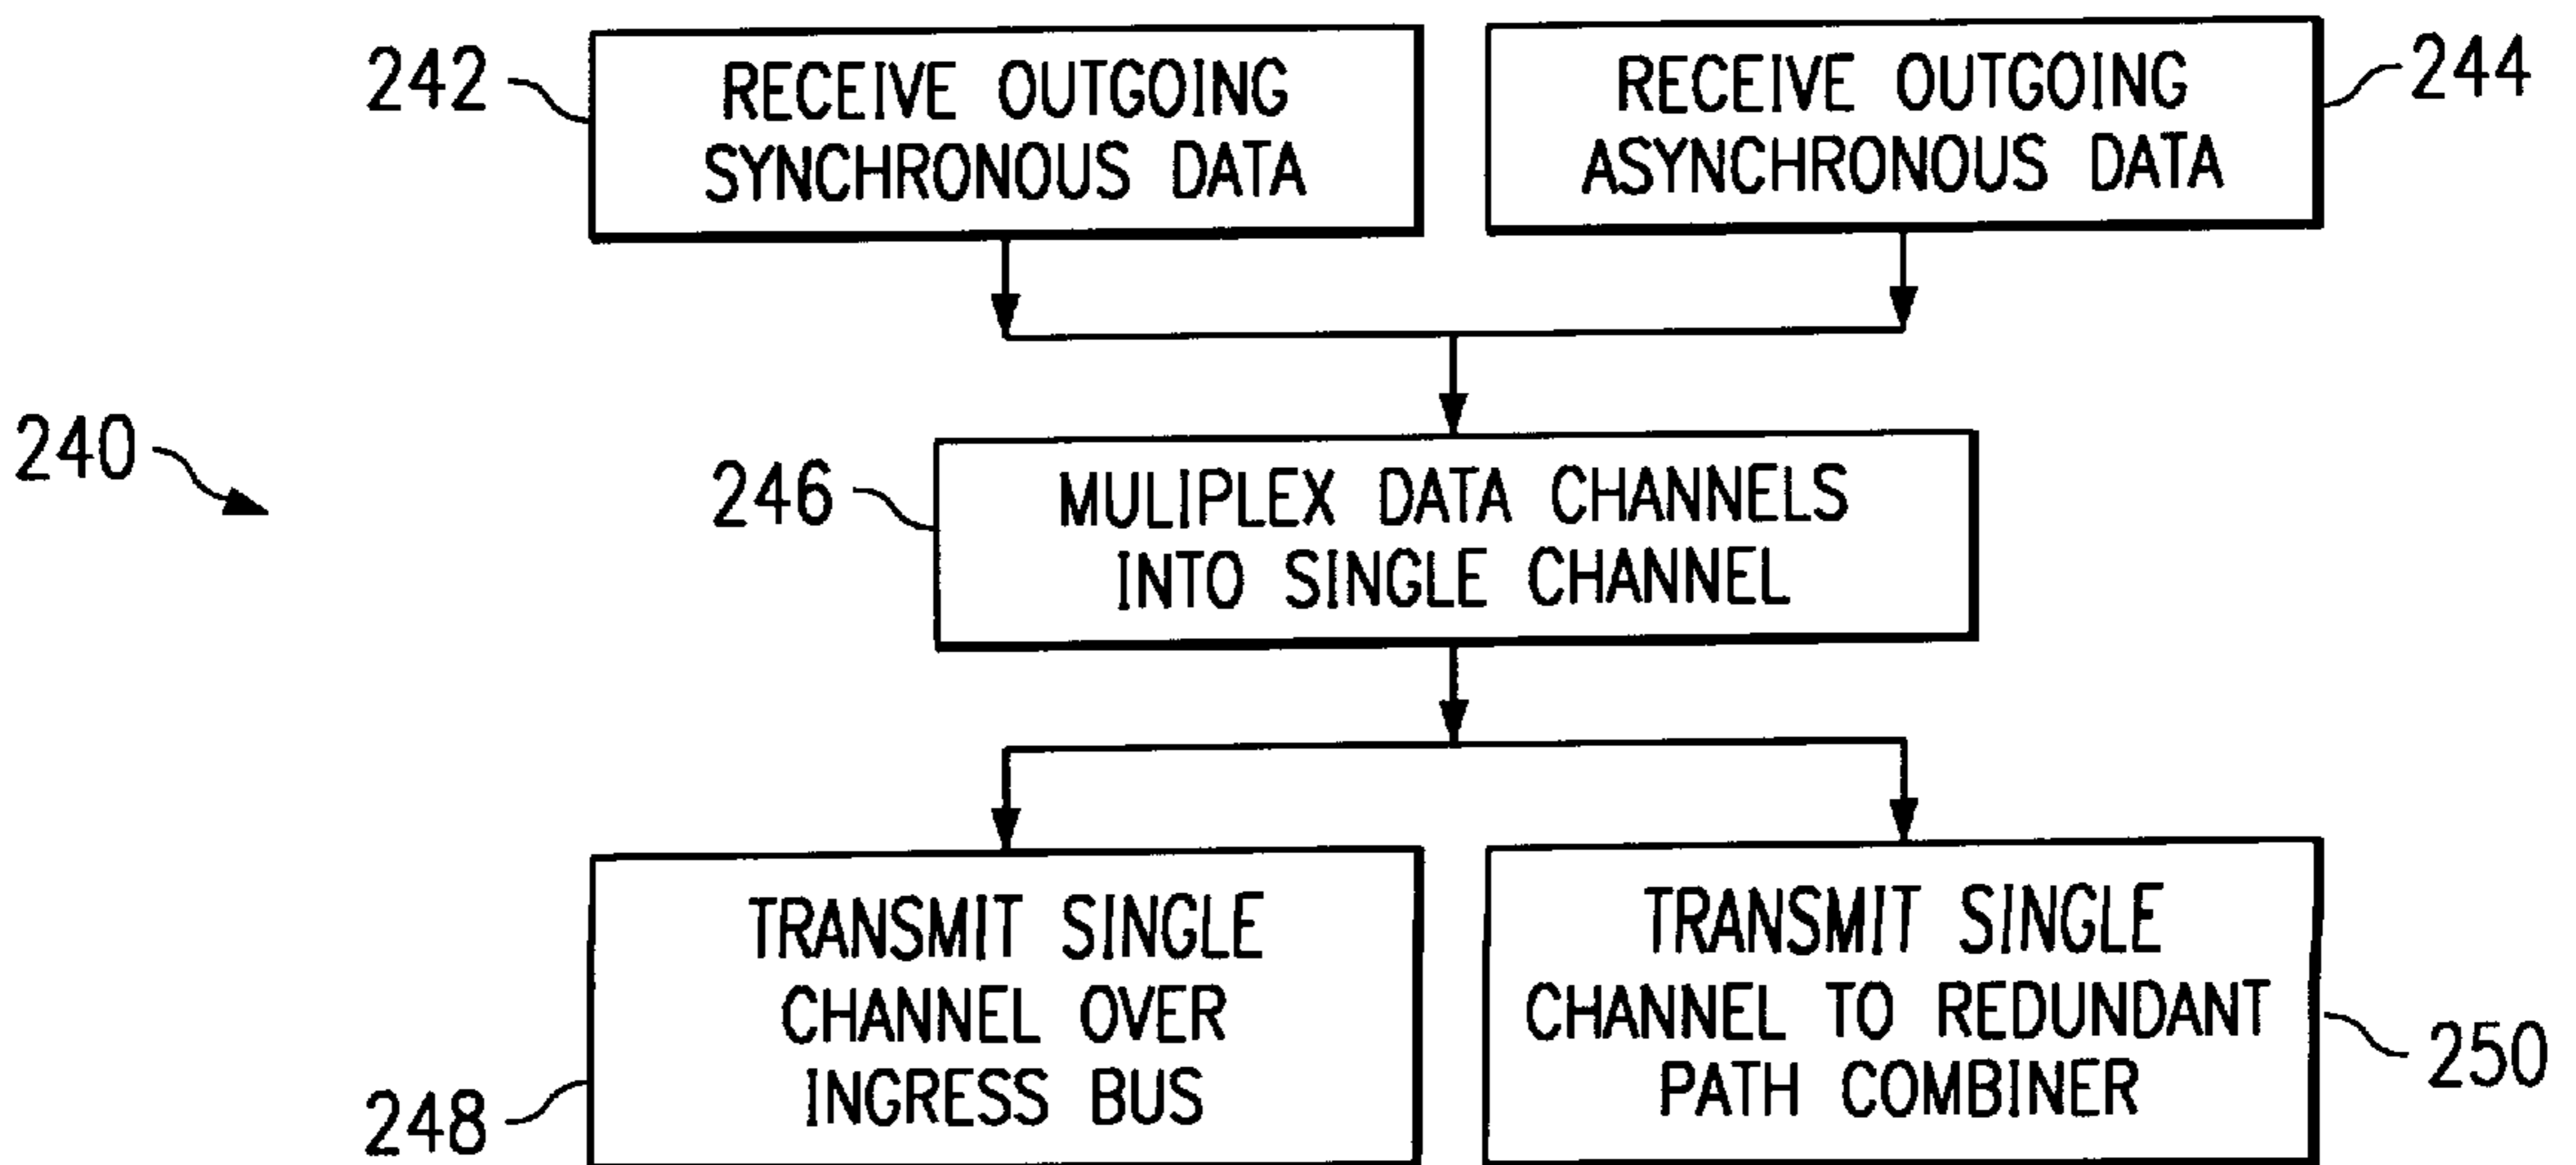 242
RECEIVE OUTGOING
SYNCHRONOUS DATA
RECEIVE OUTGOING
ASYNCHRONOUS DATA
244
240
246
MULIPLEX DATA CHANNELS
INTO SINGLE CHANNEL
TRANSMIT SINGLE
CHANNEL OVER
INGRESS BUS
248
TRANSMIT SINGLE
CHANNEL TO REDUNDANT
PATH COMBINER
250